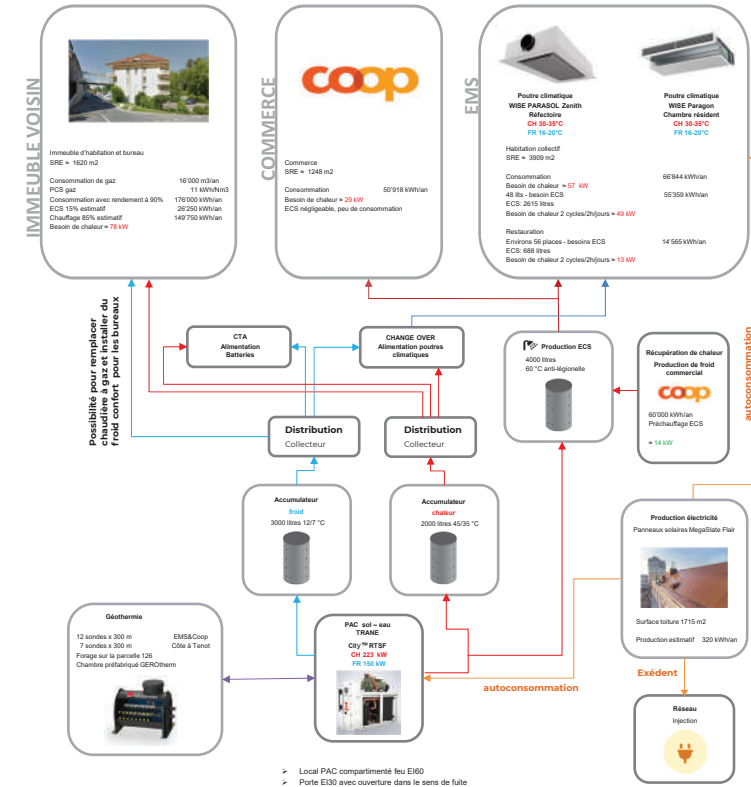 IMMEUBLE VOISIN
Immeuble d'habitation et bureau
SRE ≈ 1620 m2
Consommation de gaz 16'000 m3/an
PCS gaz 11 kWh/Nm3
Consommation avec rendement à 90% 176'000 kWh/an
ECS 15% estimatif 26'250 kWh/an
Chauffage 85% estimatif 149'750 kWh/an
Besoin de chaleur ≈ 78 kW
COMMERCE
coop
Commerce
SRE ≈ 1248 m2
Consommation 50'918 kWh/an
Besoin de chaleur ≈ 29 kW
ECS négligeable, peu de consommation
EMS
Poutre climatique
WISE PARASOL Zenith
Réfectoire
CH 30-35°C
FR 16-20°C
Poutre climatique
WISE Paragon
Chambre résident
CH 30-35°C
FR 16-20°C
Habitation collectif
SRE ≈ 3909 m2
Consommation 66'844 kWh/an
Besoin de chaleur ≈ 57 kW
48 lits - besoin ECS 55'359 kWh/an
ECS: 2615 litres
Besoin de chaleur 2 cycles/2h/jours ≈ 49 kW
Restauration
Environs 56 places - besoins ECS 14'565 kWh/an
ECS: 688 litres
Besoin de chaleur 2 cycles/2h/jours ≈ 13 kW
Possibilité pour remplacer
chaudière à gaz et installer du
froid confort pour les bureaux
CTA
Alimentation
Batteries
CHANGE OVER
Alimentation poutres
climatiques
Production ECS
4000 litres
60 °C anti-légionelle
Récupération de chaleur
Production de froid
commercial
coop
60'000 kWh/an
Préchauffage ECS
≈ 14 kW
autoconsommation
Distribution
Collecteur
Distribution
Collecteur
Accumulateur
froid
3000 litres 12/7 °C
Accumulateur
chaleur
2000 litres 45/35 °C
Production électricité
Panneaux solaires MegaSlate Flair
Surface toiture 1715 m2
Production estimatif 320 kWh/an
Géothermie
12 sondes x 300 m EMS&Coop
7 sondes x 300 m Côte à Tenot
Forage sur la parcelle 126
Chambre préfabriqué GEROtherm
PAC sol – eau
TRANE
City™ RTSF
CH 223 kW
FR 150 kW
autoconsommation
Exédent
Réseau
Injection
➢ Local PAC compartimenté feu EI60
➢ Porte EI30 avec ouverture dans le sens de fuite